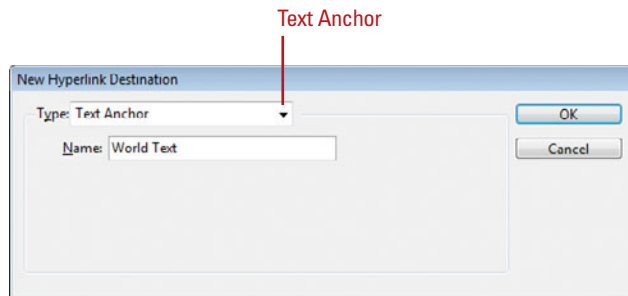 Text Anchor
New Hyperlink Destination
Type: Text Anchor
OK
Name: World Text
Cancel